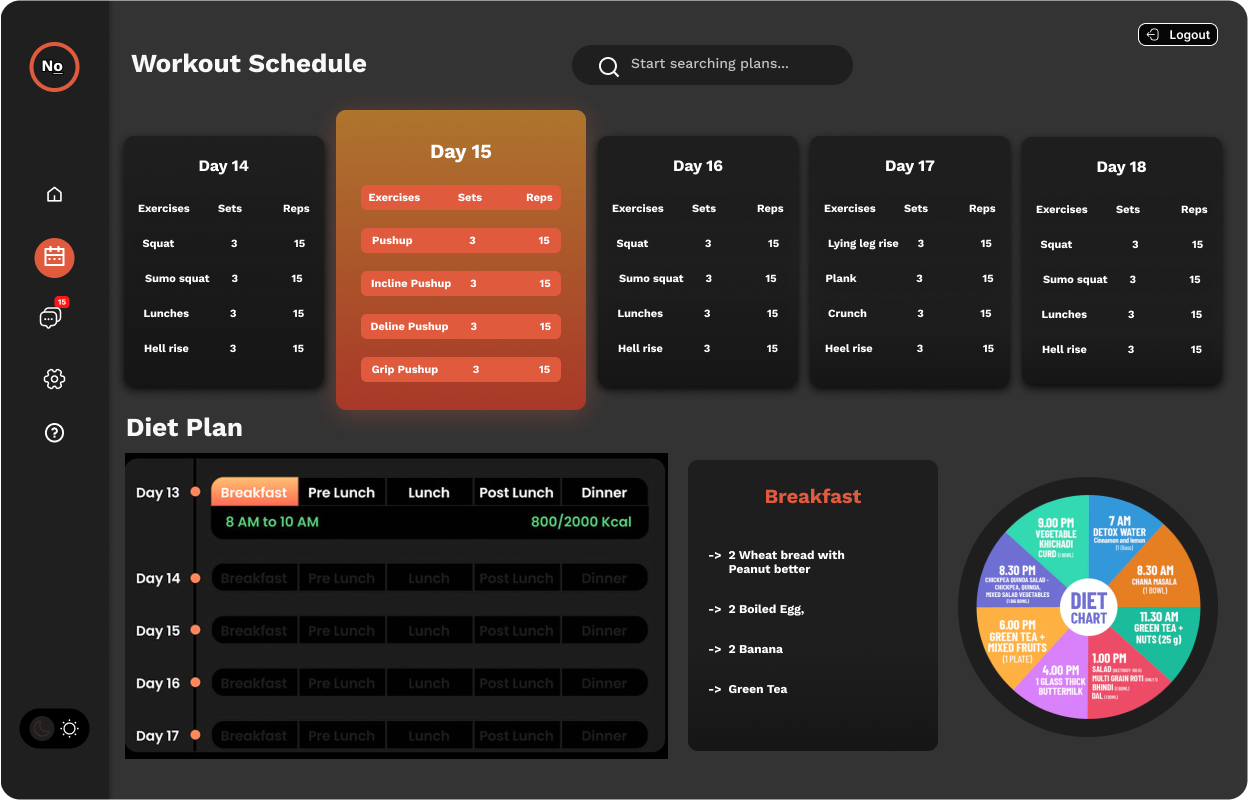 No
Workout Schedule
Start searching plans...
Logout
Day 14
Exercises Sets Reps
Squat 3 15
Sumo squat 3 15
Lunches 3 15
Hell rise 3 15
Day 15
Exercises Sets Reps
Pushup 3 15
Incline Pushup 3 15
Deline Pushup 3 15
Grip Pushup 3 15
Day 16
Exercises Sets Reps
Squat 3 15
Sumo squat 3 15
Lunches 3 15
Hell rise 3 15
Day 17
Exercises Sets Reps
Lying leg rise 3 15
Plank 3 15
Crunch 3 15
Heel rise 3 15
Day 18
Exercises Sets Reps
Squat 3 15
Sumo squat 3 15
Lunches 3 15
Hell rise 3 15
15
Diet Plan
Day 13 Breakfast Pre Lunch Lunch Post Lunch Dinner
8 AM to 10 AM 800/2000 Kcal
Day 14 Breakfast Pre Lunch Lunch Post Lunch Dinner
Day 15 Breakfast Pre Lunch Lunch Post Lunch Dinner
Day 16 Breakfast Pre Lunch Lunch Post Lunch Dinner
Day 17 Breakfast Pre Lunch Lunch Post Lunch Dinner
Breakfast
-> 2 Wheat bread with
Peanut better
-> 2 Boiled Egg,
-> 2 Banana
-> Green Tea
DIET
CHART
7 AM
DETOX WATER
Cinnamon and lemon
(1 Glass)
8.30 AM
CHANA MASALA
(1 BOWL)
11.30 AM
GREEN TEA +
NUTS (25 g)
1.00 PM
SALAD
MULTI GRAIN ROTI
BHINDI (1 BOWL)
DAL (1 BOWL)
4.00 PM
1 GLASS THICK
BUTTERMILK
6.00 PM
GREEN TEA +
MIXED FRUITS
(1 PLATE)
8.30 PM
CHICKPEA QUINOA SALAD -
CHICKPEA, QUINOA,
MIXED SALAD VEGETABLES
(1 BIG BOWL)
9.00 PM
VEGETABLE
KHICHADI
CURD (1 BOWL)